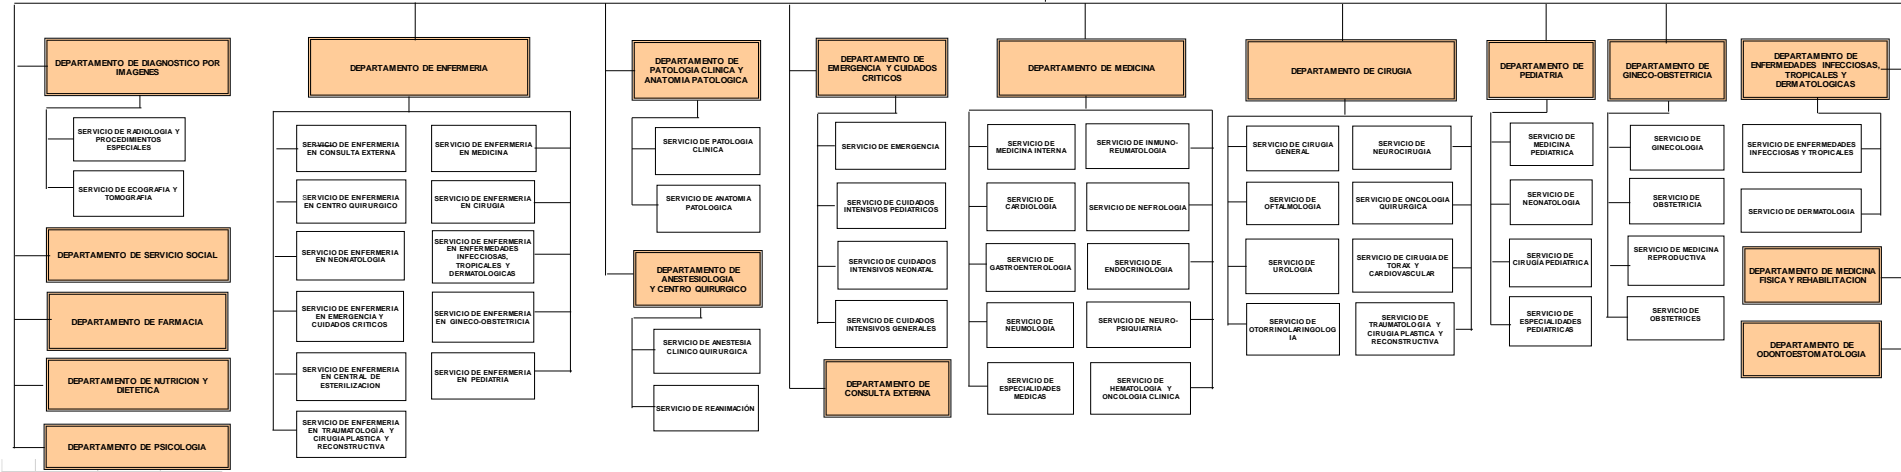 DEPARTAMENTO DE DIAGNOSTICO POR
IMAGENES
SERVICIO DE RADIOLOGIA Y
PROCEDIMIENTOS
ESPECIALES
SERVICIO DE ECOGRAFIA Y
TOMOGRAFIA
DEPARTAMENTO DE SERVICIO SOCIAL
DEPARTAMENTO DE FARMACIA
DEPARTAMENTO DE NUTRICION Y
DIETETICA
DEPARTAMENTO DE PSICOLOGIA
DEPARTAMENTO DE ENFERMERIA
SERVICIO DE ENFERMERIA
EN CONSULTA EXTERNA
SERVICIO DE ENFERMERIA
EN CENTRO QUIRURGICO
SERVICIO DE ENFERMERIA
EN NEONATOLOGIA
SERVICIO DE ENFERMERIA
EN EMERGENCIA Y
CUIDADOS CRITICOS
SERVICIO DE ENFERMERIA
EN CENTRAL DE
ESTERILIZACION
SERVICIO DE ENFERMERIA
EN TRAUMATOLOGÍA Y
CIRUGIA PLASTICA Y
RECONSTRUCTIVA
SERVICIO DE ENFERMERIA
EN MEDICINA
SERVICIO DE ENFERMERIA
EN CIRUGIA
SERVICIO DE ENFERMERIA
EN ENFERMEDADES
INFECCIOSAS,
TROPICALES Y
DERMATOLOGICAS
SERVICIO DE ENFERMERIA
EN GINECO-OBSTETRICIA
SERVICIO DE ENFERMERIA
EN PEDIATRIA
DEPARTAMENTO DE
PATOLOGIA CLINICA Y
ANATOMIA PATOLOGICA
SERVICIO DE PATOLOGIA
CLINICA
SERVICIO DE ANATOMIA
PATOLOGICA
DEPARTAMENTO DE
ANESTESIOLOGIA
Y CENTRO QUIRURGICO
SERVICIO DE ANESTESIA
CLINICO QUIRURGICA
SERVICIO DE REANIMACIÓN
DEPARTAMENTO DE
EMERGENCIA Y CUIDADOS
CRITICOS
SERVICIO DE EMERGENCIA
SERVICIO DE CUIDADOS
INTENSIVOS PEDIATRICOS
SERVICIO DE CUIDADOS
INTENSIVOS NEONATAL
SERVICIO DE CUIDADOS
INTENSIVOS GENERALES
DEPARTAMENTO DE
CONSULTA EXTERNA
DEPARTAMENTO DE MEDICINA
SERVICIO DE
MEDICINA INTERNA
SERVICIO DE
CARDIOLOGIA
SERVICIO DE
GASTROENTEROLOGIA
SERVICIO DE
NEUMOLOGIA
SERVICIO DE
ESPECIALIDADES
MEDICAS
SERVICIO DE INMUNO-
REUMATOLOGIA
SERVICIO DE NEFROLOGIA
SERVICIO DE
ENDOCRINOLOGIA
SERVICIO DE NEURO-
PSIQUIATRIA
SERVICIO DE
HEMATOLOGIA Y
ONCOLOGIA CLINICA
DEPARTAMENTO DE CIRUGIA
SERVICIO DE CIRUGIA
GENERAL
SERVICIO DE
OFTALMOLOGIA
SERVICIO DE
UROLOGIA
SERVICIO DE
OTORRINOLARINGOLOG
IA
SERVICIO DE
NEUROCIRUGIA
SERVICIO DE ONCOLOGIA
QUIRURGICA
SERVICIO DE CIRUGIA DE
TORAX Y
CARDIOVASCULAR
SERVICIO DE
TRAUMATOLOGIA Y
CIRUGIA PLASTICA Y
RECONSTRUCTIVA
DEPARTAMENTO DE
PEDIATRIA
SERVICIO DE
MEDICINA
PEDIATRICA
SERVICIO DE
NEONATOLOGIA
SERVICIO DE
CIRUGÍA PEDIATRICA
SERVICIO DE
ESPECIALIDADES
PEDIATRICAS
DEPARTAMENTO DE
GINECO-OBSTETRICIA
SERVICIO DE
GINECOLOGIA
SERVICIO DE
OBSTETRICIA
SERVICIO DE MEDICINA
REPRODUCTIVA
SERVICIO DE
OBSTETRICES
DEPARTAMENTO DE
ENFERMEDADES INFECCIOSAS,
TROPICALES Y
DERMATOLOGICAS
SERVICIO DE ENFERMEDADES
INFECCIOSAS Y TROPICALES
SERVICIO DE DERMATOLOGIA
DEPARTAMENTO DE MEDICINA
FISICA Y REHABILITACION
DEPARTAMENTO DE
ODONTOESTOMATOLOGIA